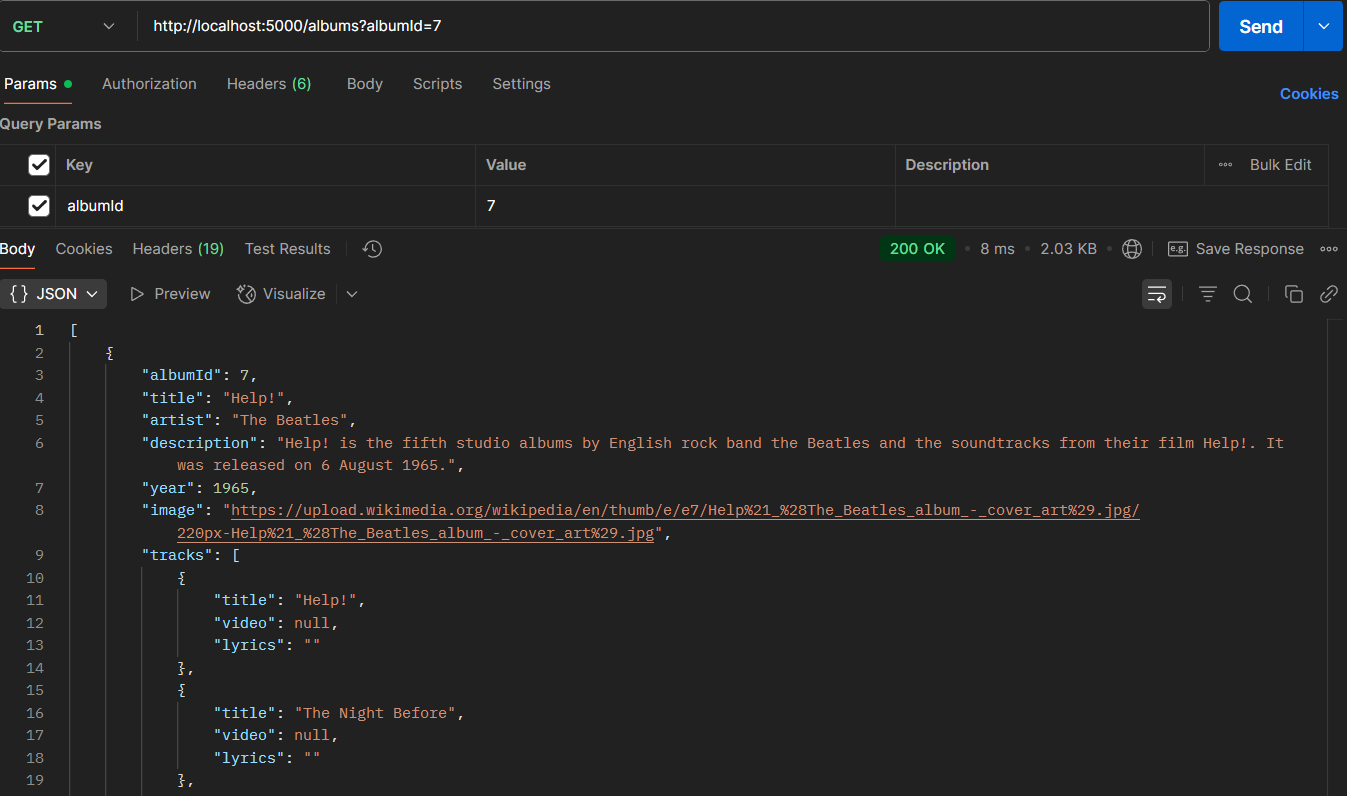 GET http://localhost:5000/albums?albumId=7 Send
Params Authorization Headers (6) Body Scripts Settings
Cookies
Query Params
Key Value Description Bulk Edit
albumId 7
Body Cookies Headers (19) Test Results 200 OK • 8 ms • 2.03 KB • e.g. Save Response
{} JSON Preview Visualize
1 [
2 {
3 "albumId": 7,
4 "title": "Help!",
5 "artist": "The Beatles",
6 "description": "Help! is the fifth studio albums by English rock band the Beatles and the soundtracks from their film Help!. It
was released on 6 August 1965.",
7 "year": 1965,
8 "image": "https://upload.wikimedia.org/wikipedia/en/thumb/e/e7/Help%21_%28The_Beatles_album_-_cover_art%29.jpg/
220px-Help%21_%28The_Beatles_album_-_cover_art%29.jpg",
9 "tracks": [
10 {
11 "title": "Help!",
12 "video": null,
13 "lyrics": ""
14 },
15 {
16 "title": "The Night Before",
17 "video": null,
18 "lyrics": ""
19 },